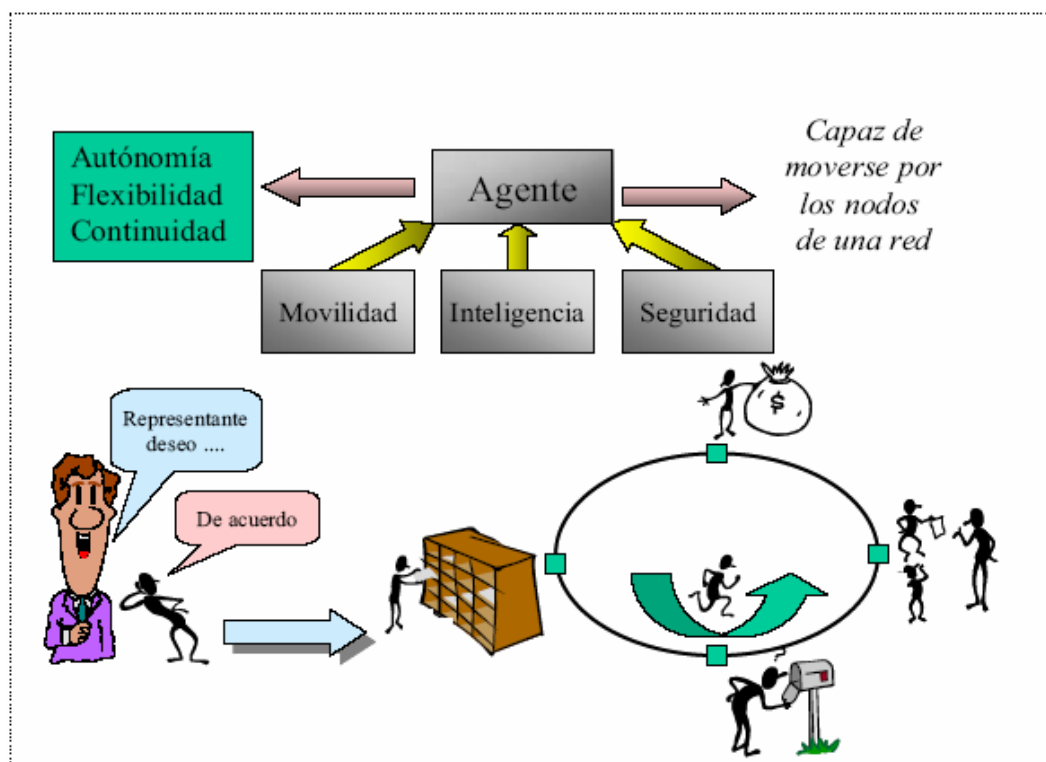 Autónomía
Flexibilidad
Continuidad
Agente
Capaz de
moverse por
los nodos
de una red
Movilidad
Inteligencia
Seguridad
$
Representante
deseo ....
De acuerdo